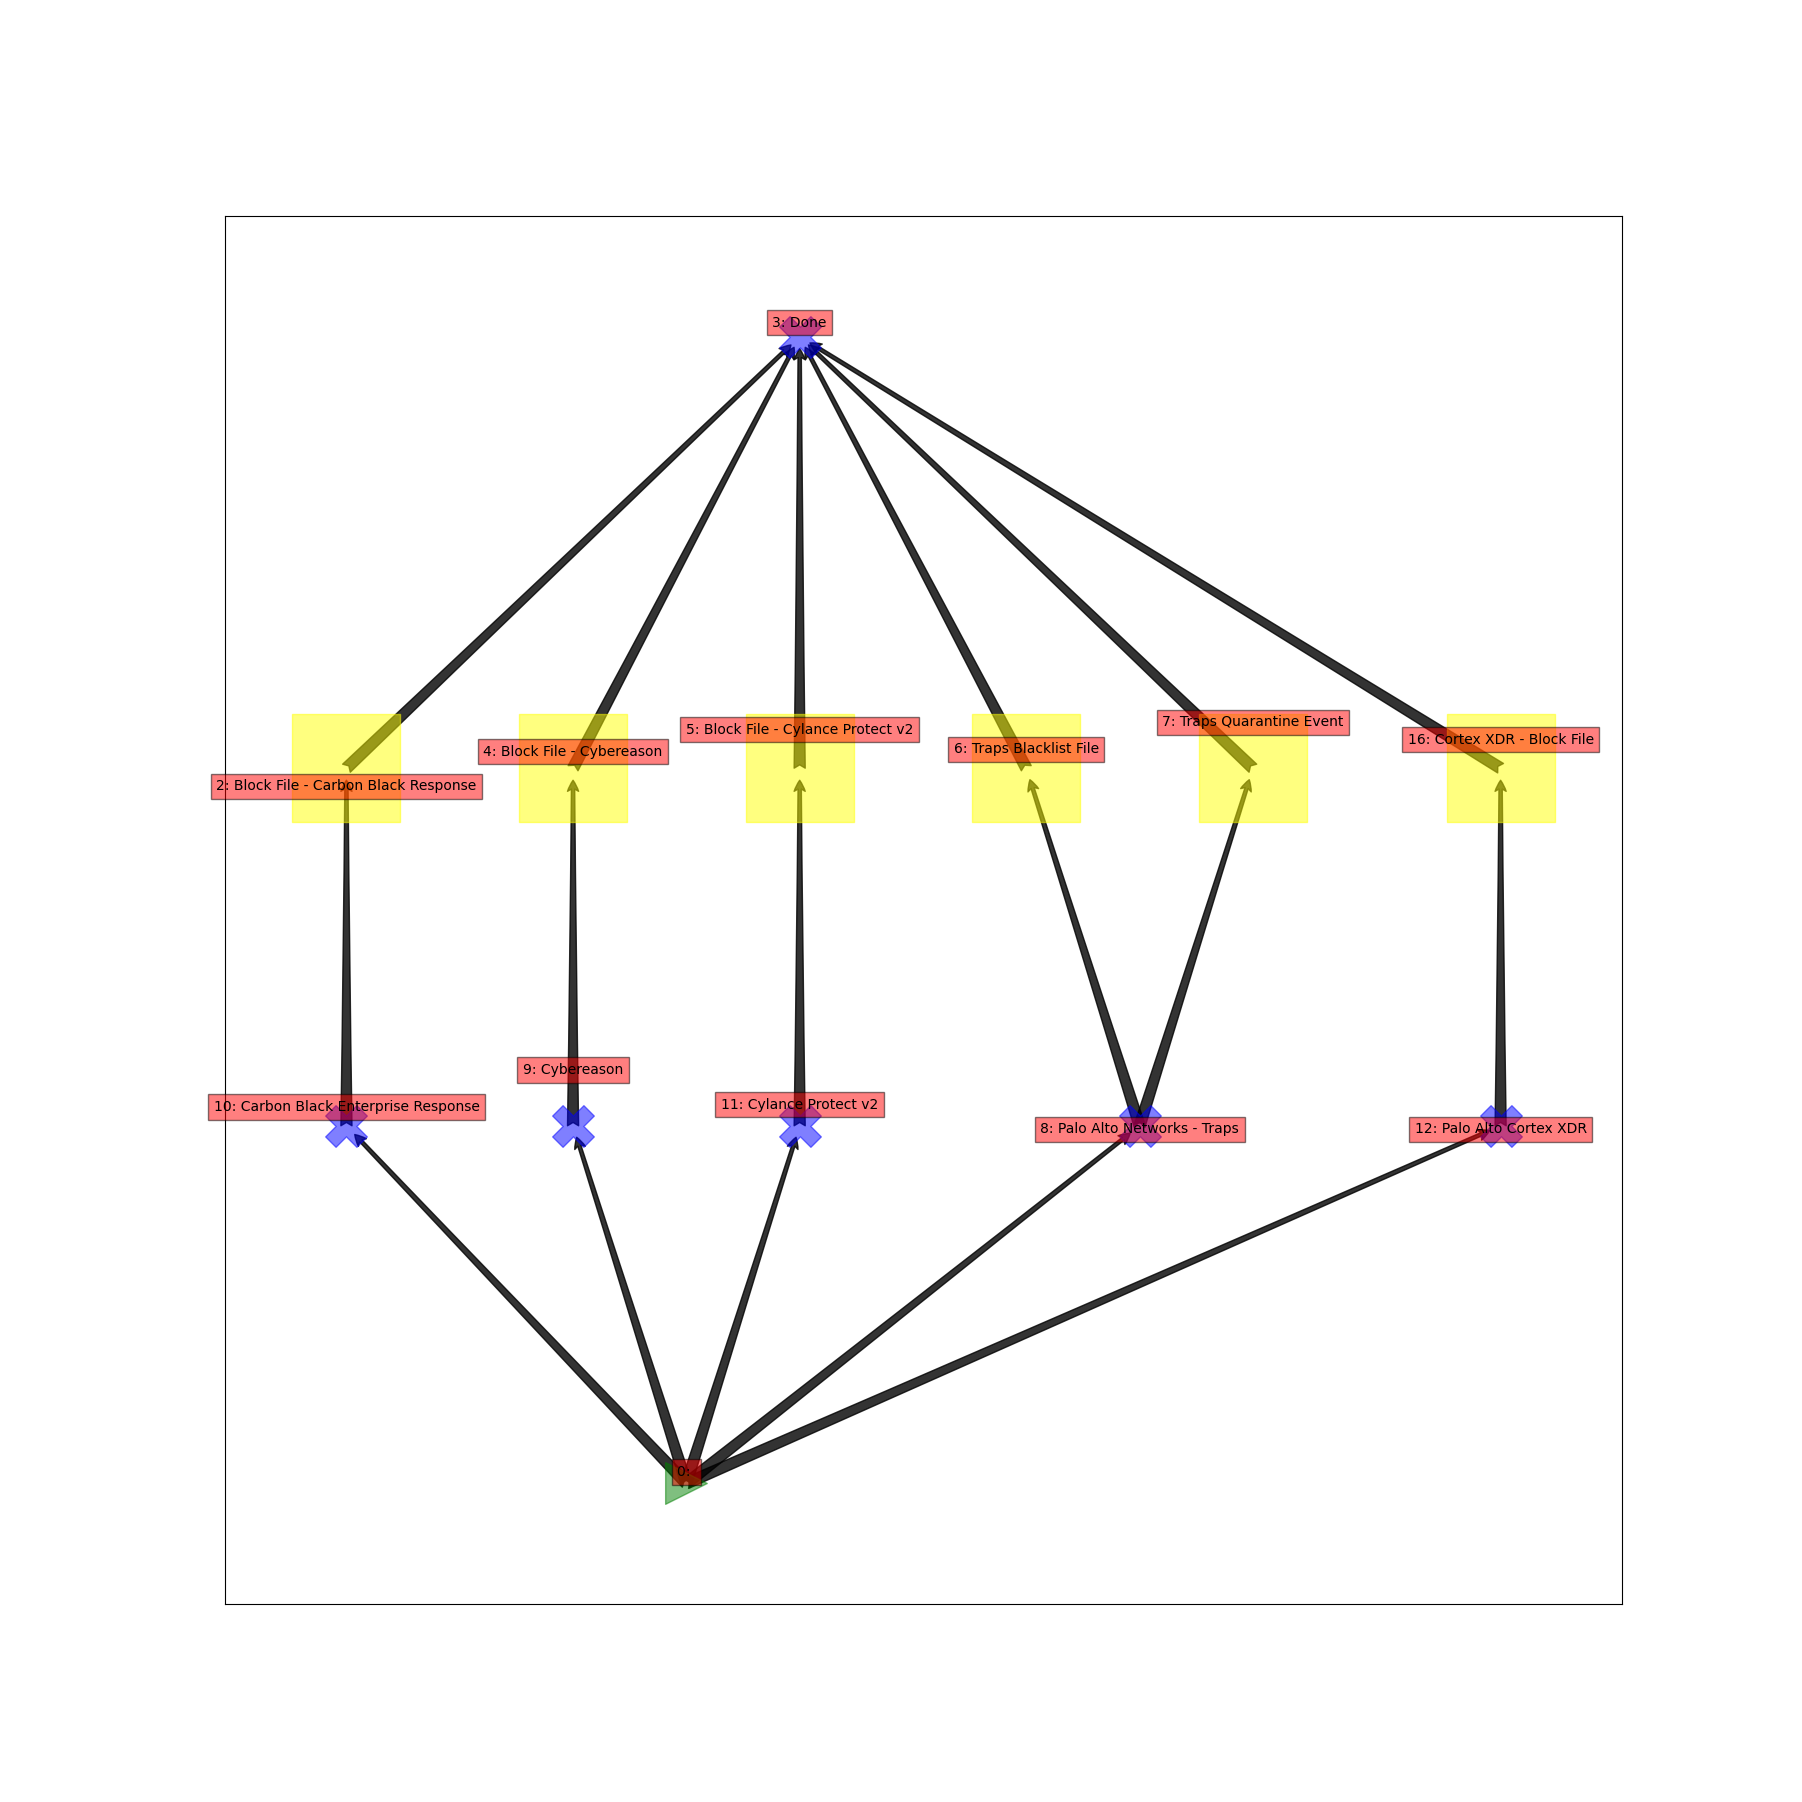 3: Done
7: Traps Quarantine Event
5: Block File - Cylance Protect v2
16: Cortex XDR - Block File
6: Traps Blacklist File
4: Block File - Cybereason
2: Block File - Carbon Black Response
9: Cybereason
11: Cylance Protect v2
10: Carbon Black Enterprise Response
8: Palo Alto Networks - Traps
12: Palo Alto Cortex XDR
0: